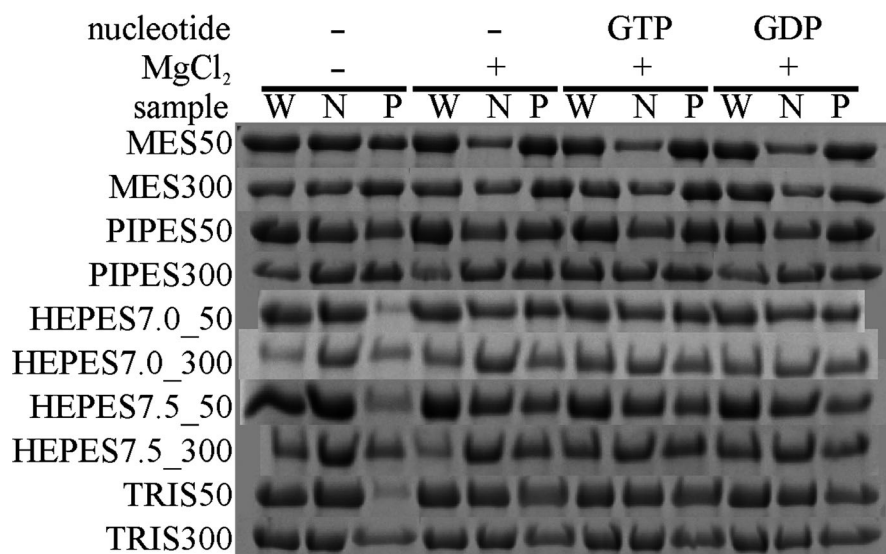 nucleotide - - GTP GDP
MgCl₂ - + + +
sample W N P W N P W N P W N P
MES50
MES300
PIPES50
PIPES300
HEPES7.0_50
HEPES7.0_300
HEPES7.5_50
HEPES7.5_300
TRIS50
TRIS300